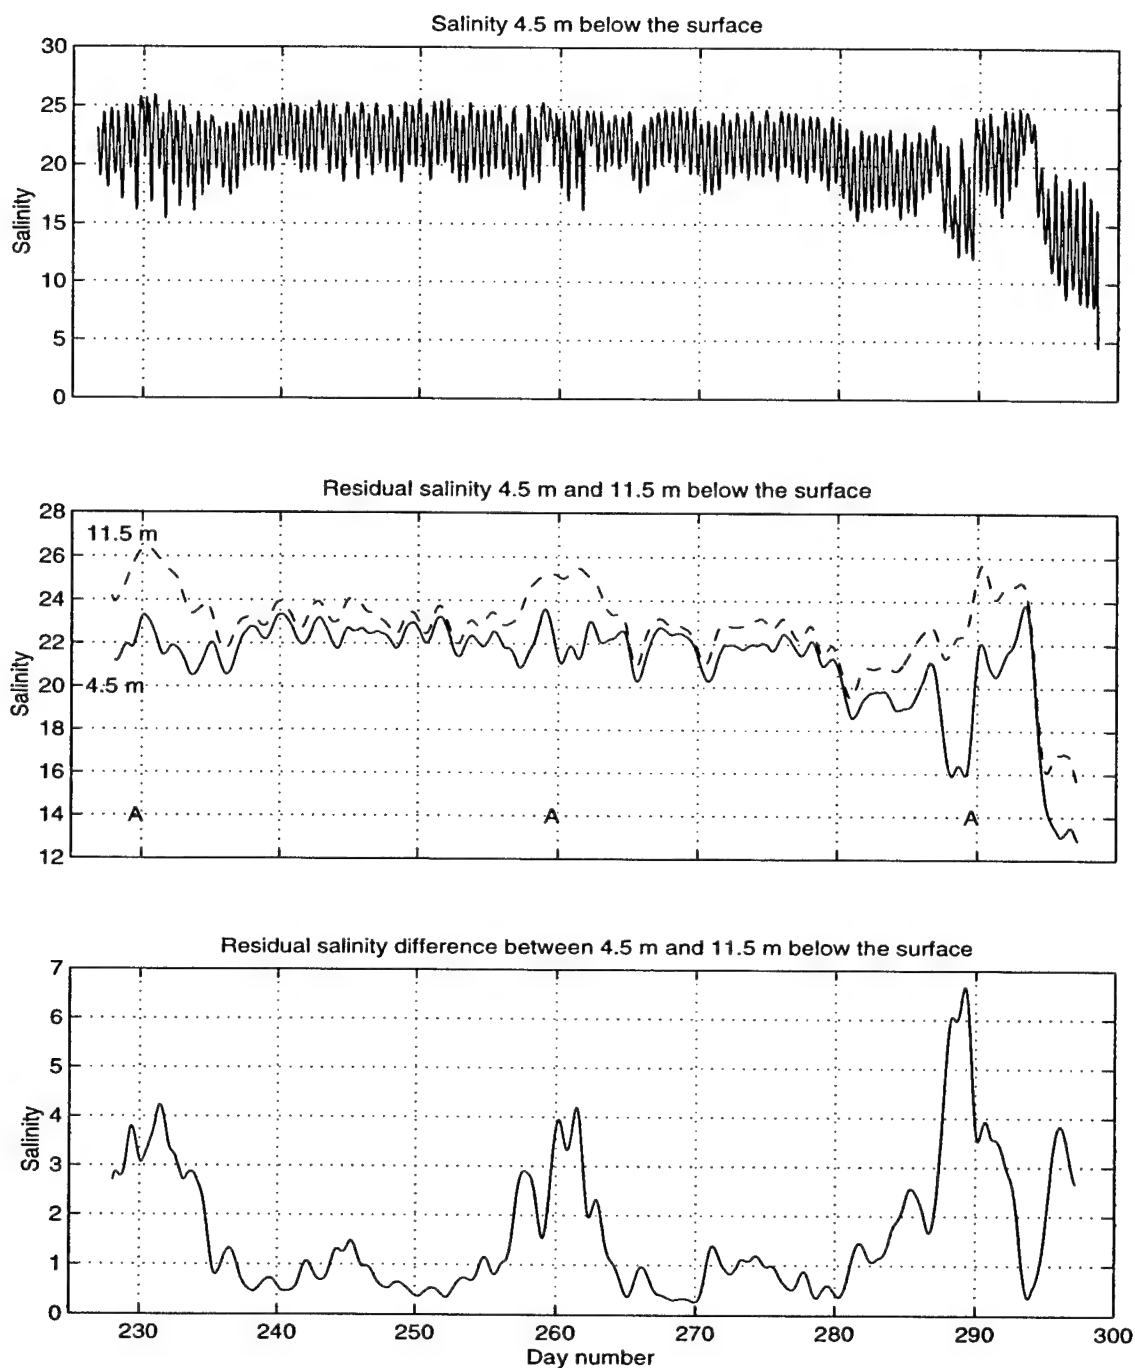 Salinity 4.5 m below the surface
30
25
20
15
10
5
0
Salinity
Residual salinity 4.5 m and 11.5 m below the surface
28
26
24
22
20
18
16
14
12
Salinity
11.5 m
4.5 m
A A A
Residual salinity difference between 4.5 m and 11.5 m below the surface
7
6
5
4
3
2
1
0
Salinity
230 240 250 260 270 280 290 300
Day number